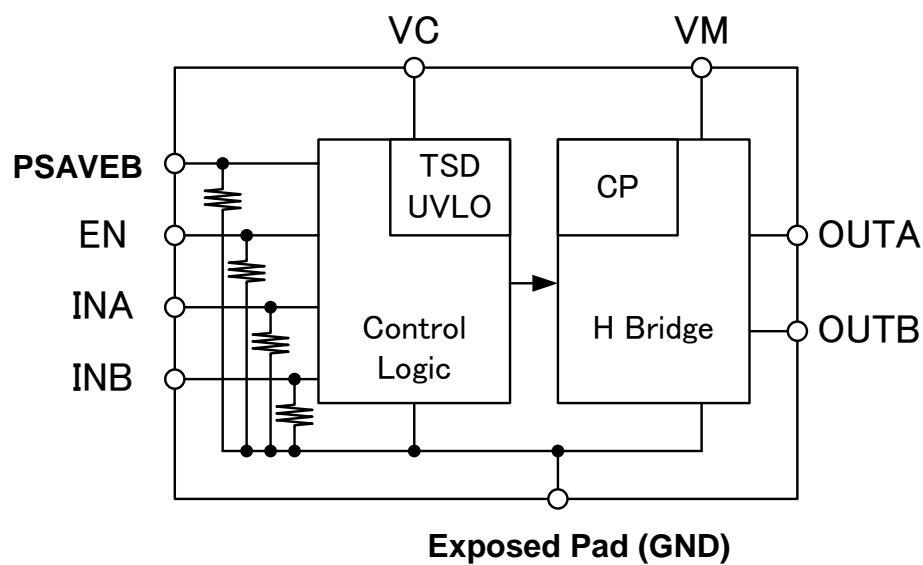 VC
VM
PSAVEB
TSD
UVLO
CP
EN
OUTA
INA
Control
Logic
H Bridge
OUTB
INB
Exposed Pad (GND)